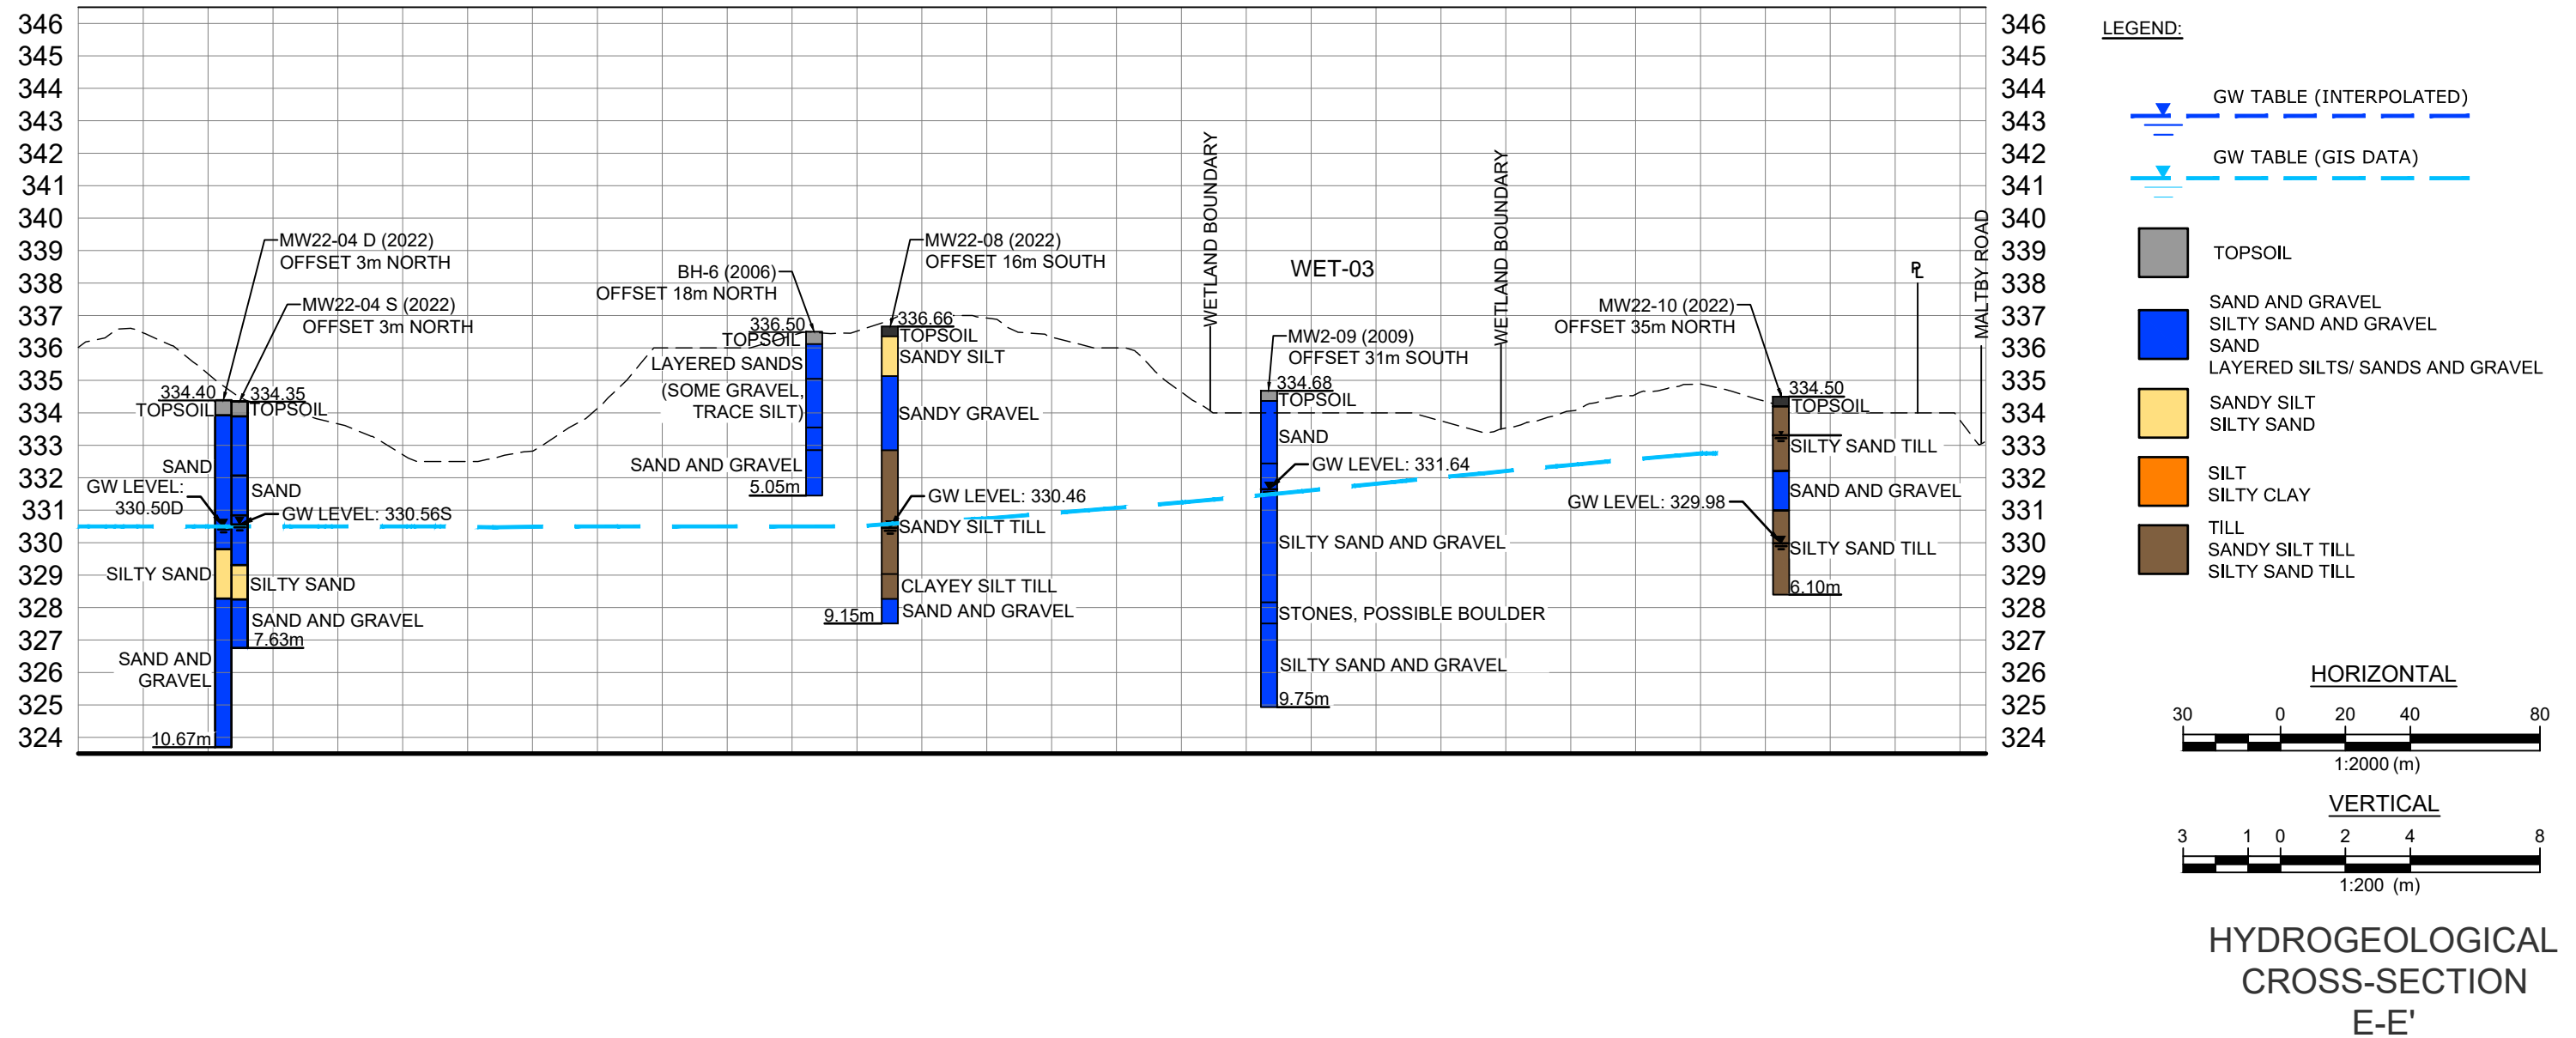 346
345
344
343
342
341
340
339
338
337
336
335
334
333
332
331
330
329
328
327
326
325
324
MW22-04 D (2022)
OFFSET 3m NORTH
MW22-04 S (2022)
OFFSET 3m NORTH
334.40
TOPSOIL
334.35
TOPSOIL
SAND
GW LEVEL:
330.50D
SAND
GW LEVEL: 330.56S
SILTY SAND
SILTY SAND
SAND AND GRAVEL
7.63m
SAND AND
GRAVEL
10.67m
BH-6 (2006)
OFFSET 18m NORTH
336.50
TOPSOIL
LAYERED SANDS
(SOME GRAVEL,
TRACE SILT)
SAND AND GRAVEL
5.05m
MW22-08 (2022)
OFFSET 16m SOUTH
336.66
TOPSOIL
SANDY SILT
SANDY GRAVEL
GW LEVEL: 330.46
SANDY SILT TILL
CLAYEY SILT TILL
SAND AND GRAVEL
9.15m
WETLAND BOUNDARY
WET-03
MW2-09 (2009)
OFFSET 31m SOUTH
334.68
TOPSOIL
SAND
GW LEVEL: 331.64
SILTY SAND AND GRAVEL
STONES, POSSIBLE BOULDER
SILTY SAND AND GRAVEL
9.75m
WETLAND BOUNDARY
MW22-10 (2022)
OFFSET 35m NORTH
334.50
TOPSOIL
SILTY SAND TILL
SAND AND GRAVEL
GW LEVEL: 329.98
SILTY SAND TILL
6.10m
PL
MALTBY ROAD
346
345
344
343
342
341
340
339
338
337
336
335
334
333
332
331
330
329
328
327
326
325
324
LEGEND:
GW TABLE (INTERPOLATED)
GW TABLE (GIS DATA)
TOPSOIL
SAND AND GRAVEL
SILTY SAND AND GRAVEL
SAND
LAYERED SILTS/ SANDS AND GRAVEL
SANDY SILT
SILTY SAND
SILT
SILTY CLAY
TILL
SANDY SILT TILL
SILTY SAND TILL
HORIZONTAL
30 0 20 40 80
1:2000 (m)
VERTICAL
3 1 0 2 4 8
1:200 (m)
HYDROGEOLOGICAL
CROSS-SECTION
E-E'